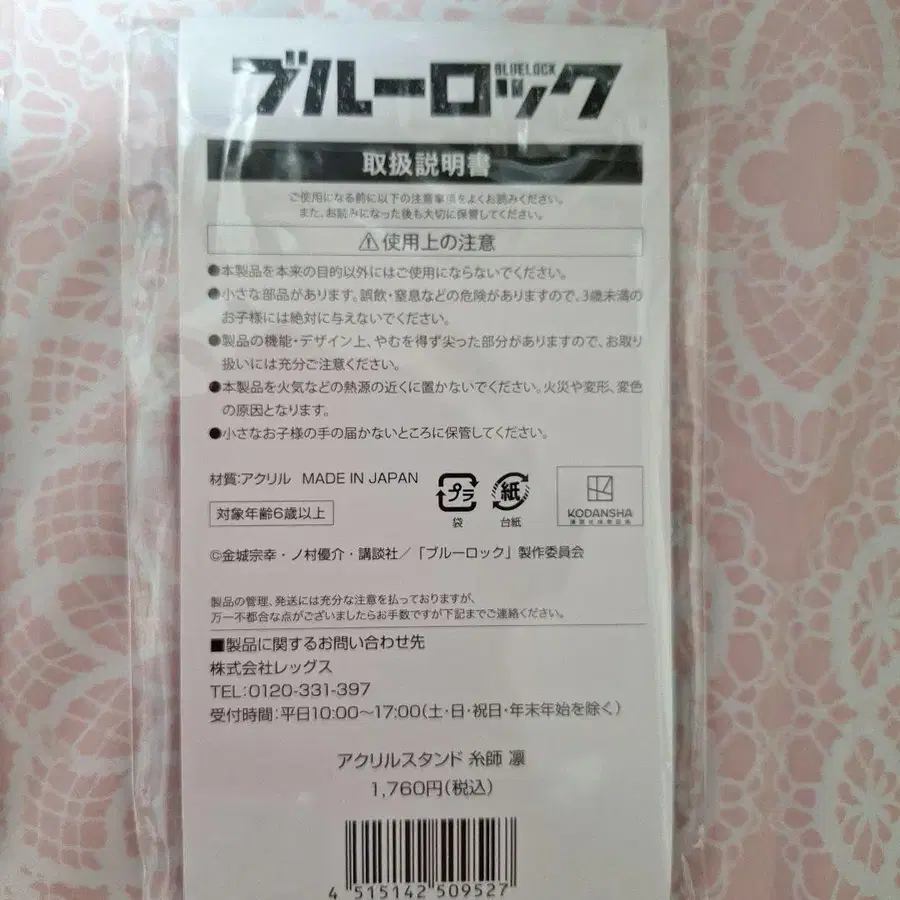 ブルーロック
BLUELOCK
取扱説明書
ご使用になる前に以下の注意事項をよくお読みください。
また、お読みになった後も大切に保管してください。
⚠使用上の注意
●本製品を本来の目的以外にはご使用にならないでください。
●小さな部品があります。誤飲・窒息などの危険がありますので、3歳未満の
お子様には絶対に与えないでください。
●製品の機能・デザイン上、やむを得ず尖った部分がありますので、お取り
扱いには充分ご注意ください。
●本製品を火気などの熱源の近くに置かないでください。火災や変形、変色
の原因となります。
●小さなお子様の手の届かないところに保管してください。
材質:アクリル MADE IN JAPAN
対象年齢6歳以上
プラ
袋
紙
台紙
KODANSHA
©金城宗幸・ノ村優介・講談社/「ブルーロック」製作委員会
製品の管理、発送には充分な注意を払っておりますが、
万一不都合な点がございましたらお手数ですが下記までご連絡ください。
■製品に関するお問い合わせ先
株式会社レッグス
TEL:0120-331-397
受付時間:平日10:00～17:00(土・日・祝日・年末年始を除く)
アクリルスタンド 糸師 凛
1,760円(税込)
4 515142 509527